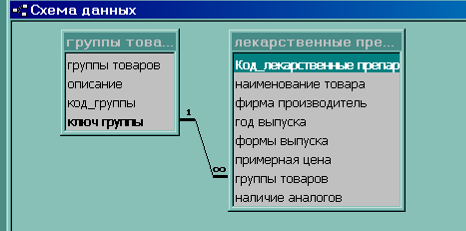 Схема данных
группы това...
группы товаров
описание
код_группы
ключ группы
1
∞
лекарственные пре...
Код_лекарственные препар
наименование товара
фирма производитель
год выпуска
формы выпуска
примерная цена
группы товаров
наличие аналогов